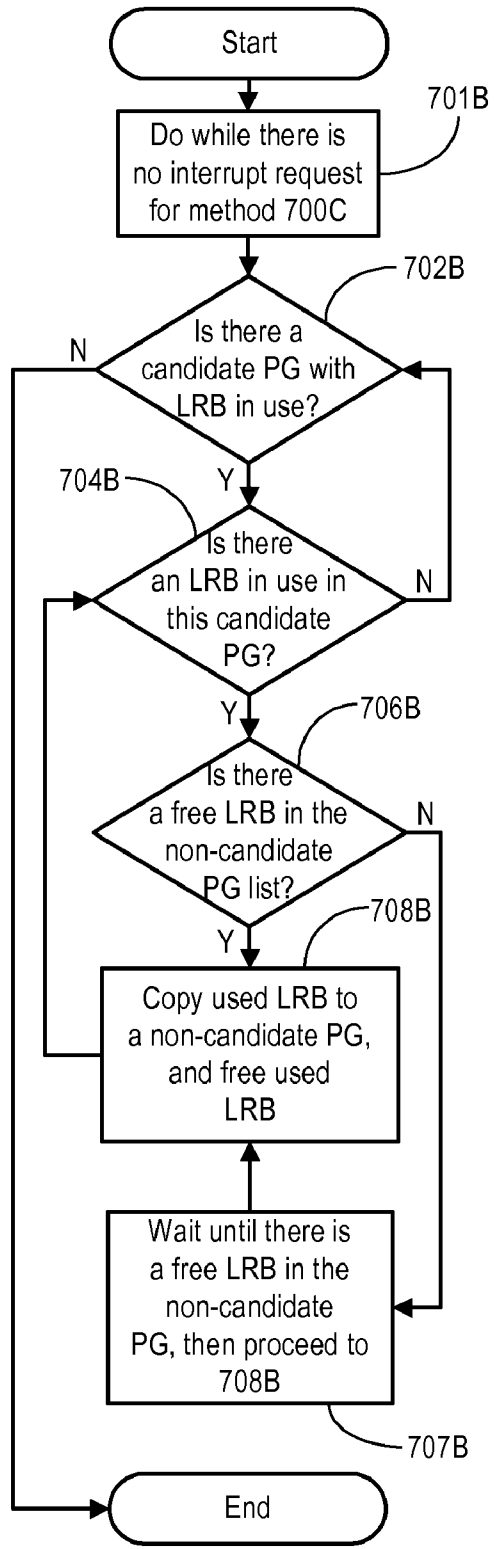 Start
701B
Do while there is
no interrupt request
for method 700C
702B
N
Is there a
candidate PG with
LRB in use?
Y
704B
Is there
an LRB in use in
this candidate
PG?
N
Y
706B
Is there
a free LRB in the
non-candidate
PG list?
N
Y
708B
Copy used LRB to
a non-candidate PG,
and free used
LRB
Wait until there is
a free LRB in the
non-candidate
PG, then proceed to
708B
707B
End